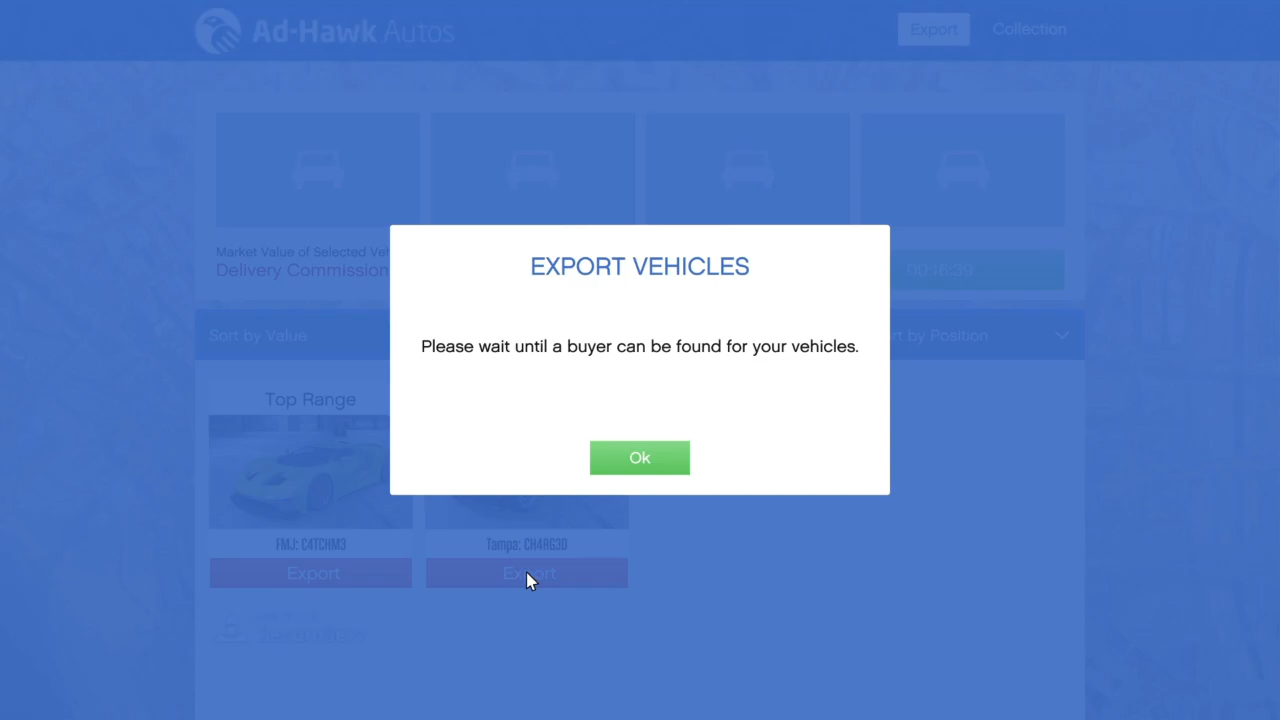 Ad-Hawk Autos
Export
Collection
Market Value of Selected Veh
Delivery Commission
00:16:39
EXPORT VEHICLES
Please wait until a buyer can be found for your vehicles.
Ok
Sort by Value
by Position
Top Range
FMJ: C4TCHM3
Tampa: CH4RG3D
Export
Export